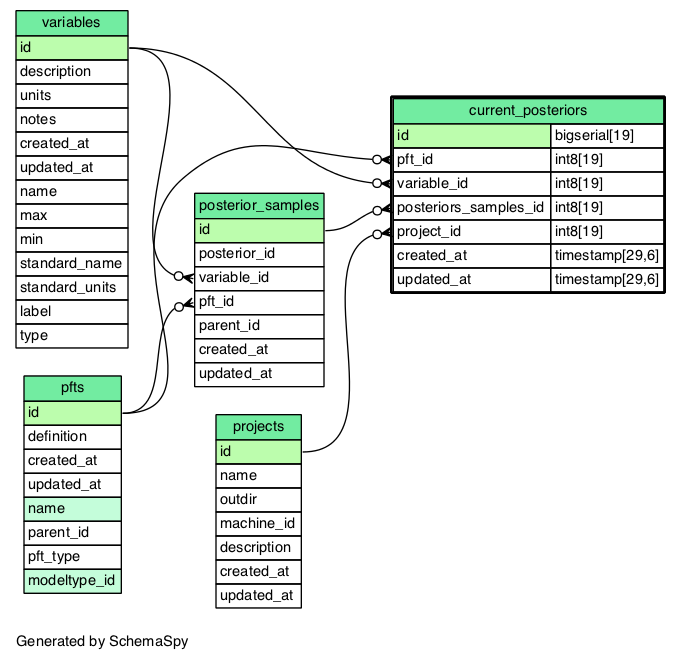 variables
id
description
units
notes
created_at
updated_at
name
max
min
standard_name
standard_units
label
type
current_posteriors
id bigserial[19]
pft_id int8[19]
variable_id int8[19]
posteriors_samples_id int8[19]
project_id int8[19]
created_at timestamp[29,6]
updated_at timestamp[29,6]
posterior_samples
id
posterior_id
variable_id
pft_id
parent_id
created_at
updated_at
pfts
id
definition
created_at
updated_at
name
parent_id
pft_type
modeltype_id
projects
id
name
outdir
machine_id
description
created_at
updated_at
Generated by SchemaSpy